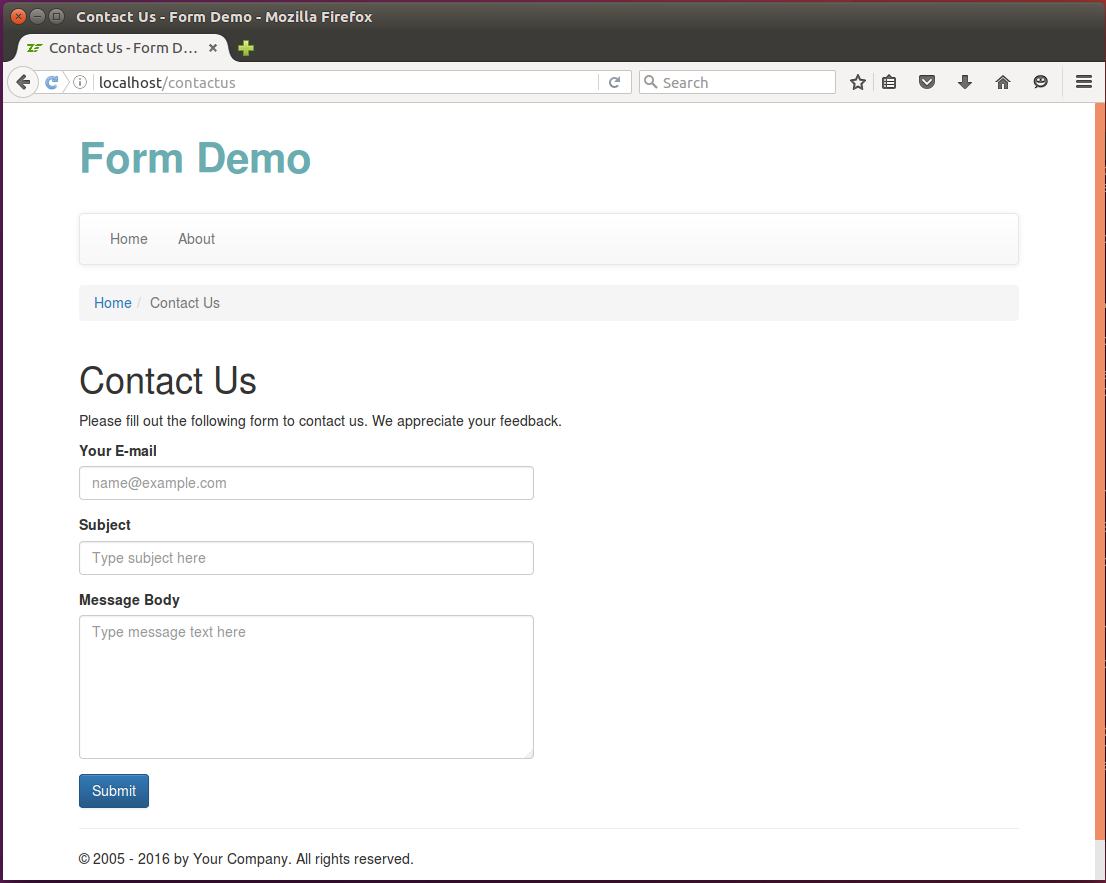 Contact Us - Form Demo - Mozilla Firefox
Contact Us - Form D...
localhost/contactus
Search
Form Demo
Home About
Home / Contact Us
Contact Us
Please fill out the following form to contact us. We appreciate your feedback.
Your E-mail
name@example.com
Subject
Type subject here
Message Body
Type message text here
Submit
© 2005 - 2016 by Your Company. All rights reserved.